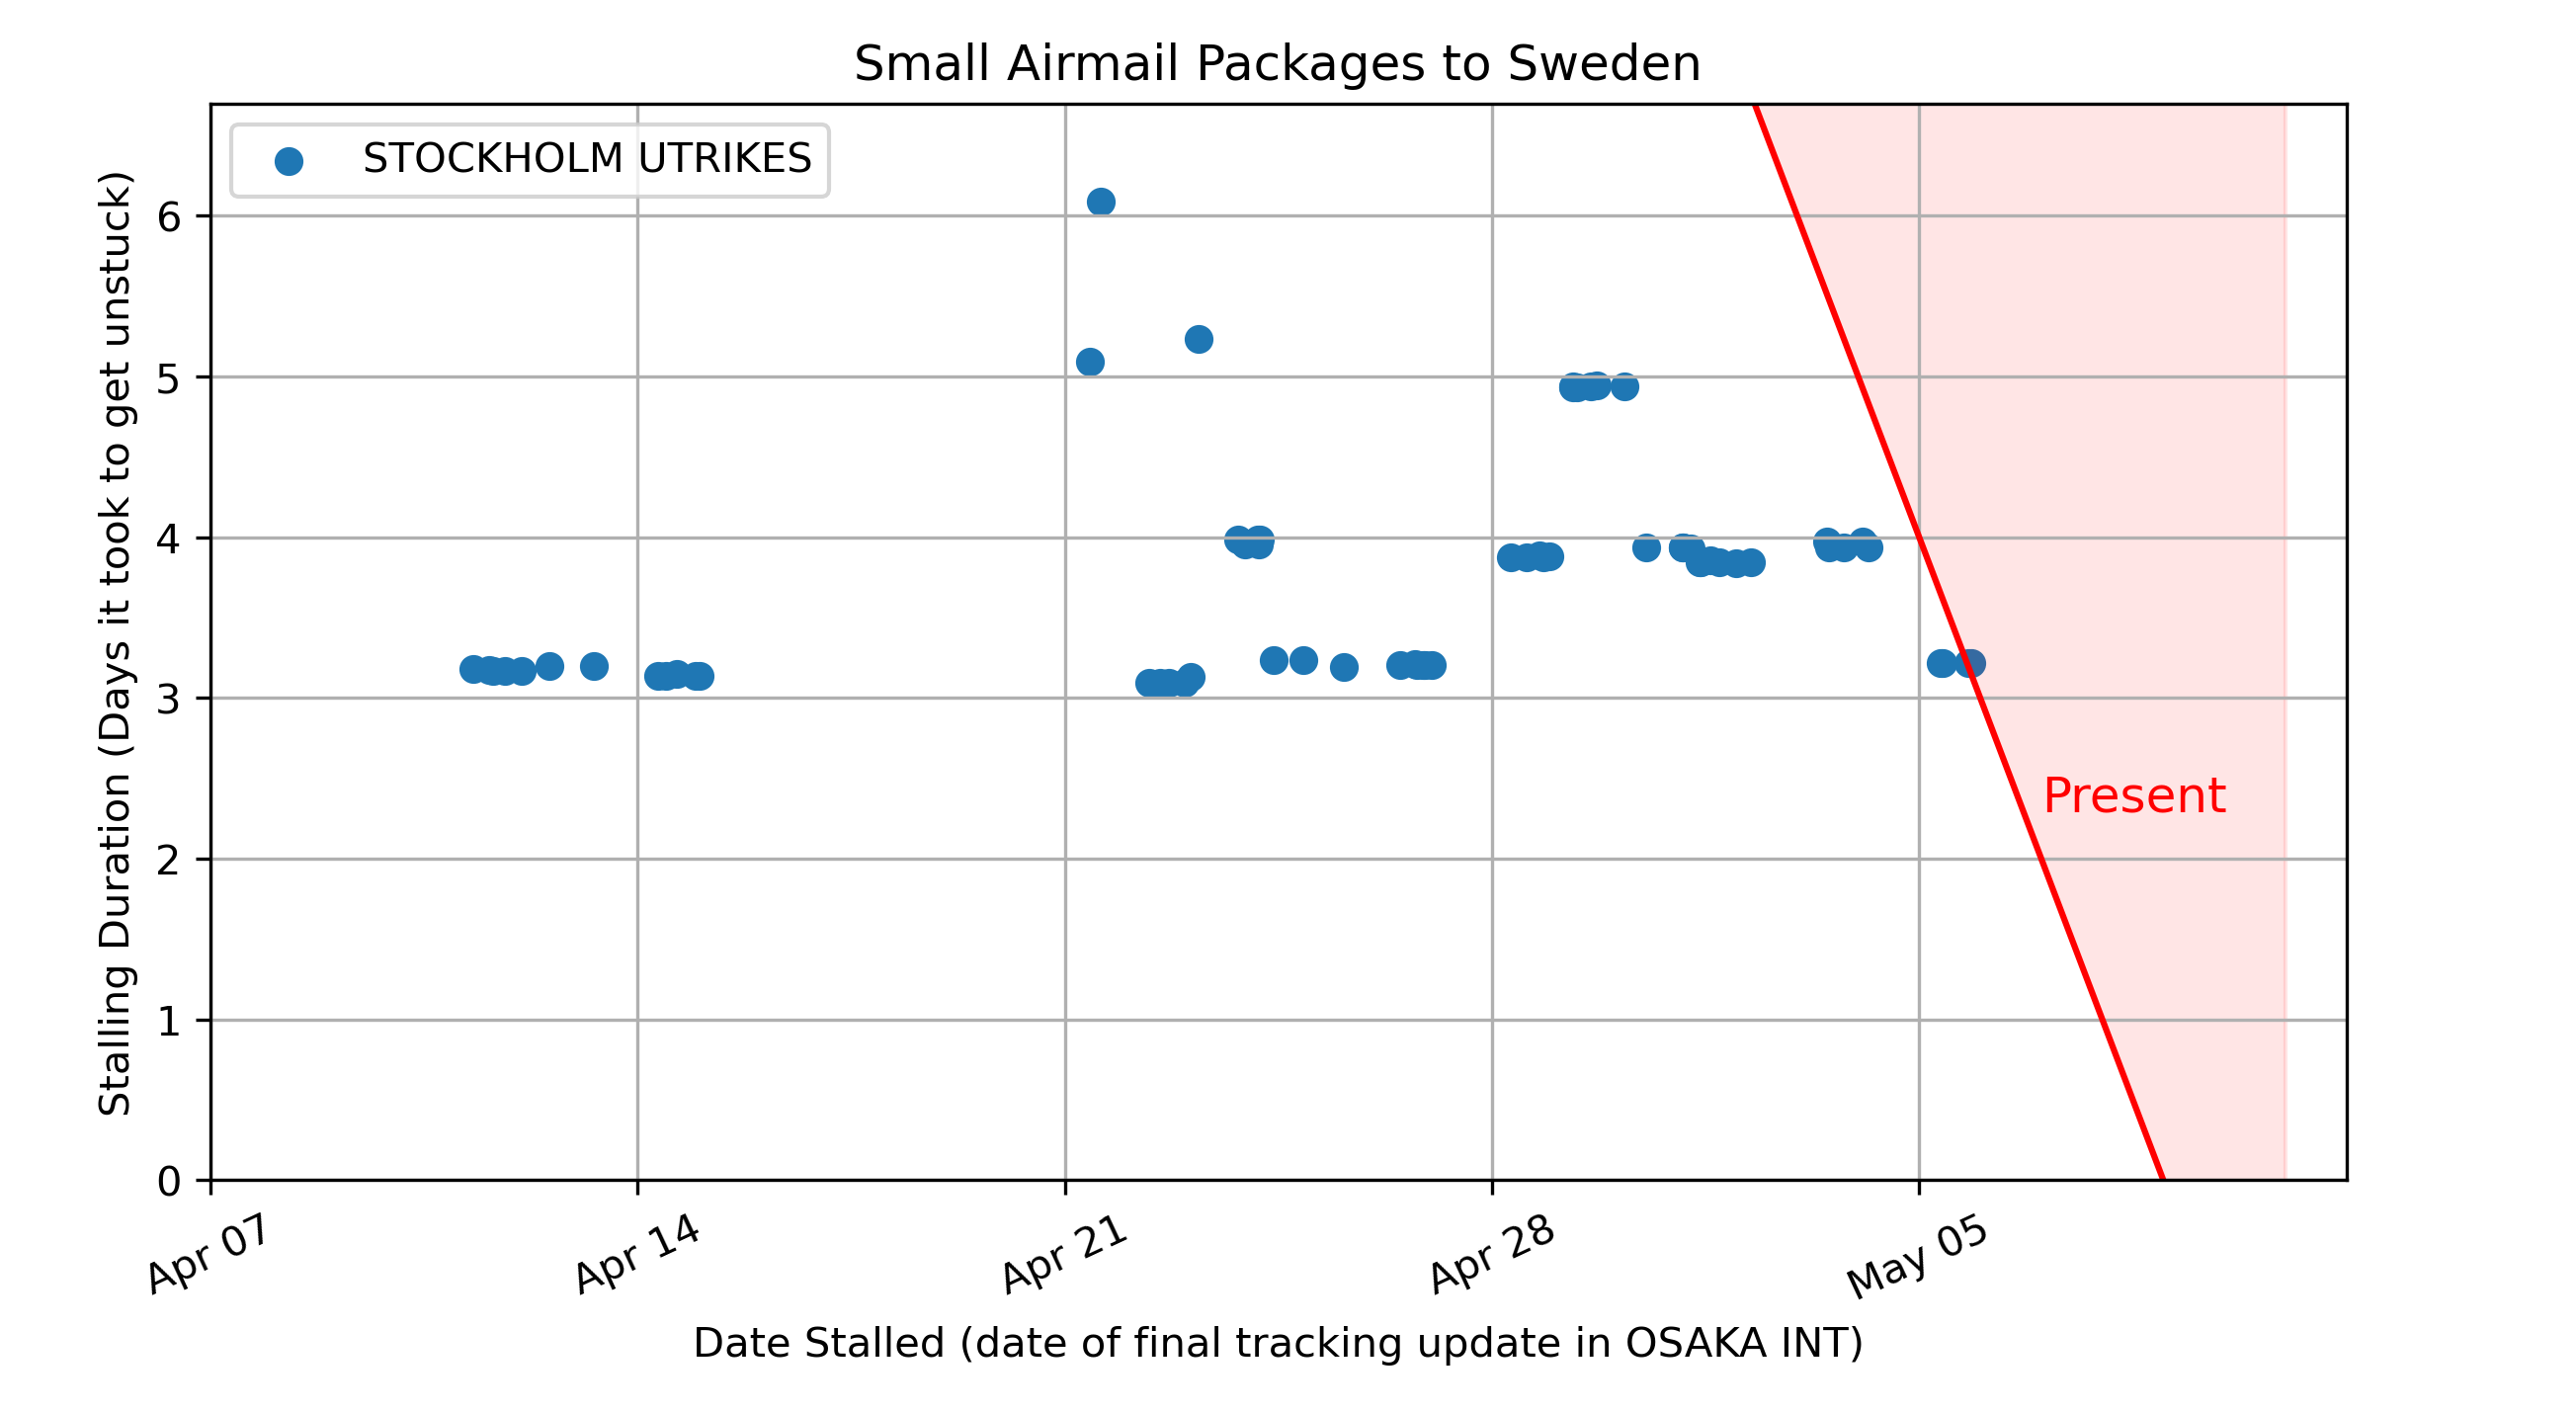 Small Airmail Packages to Sweden
STOCKHOLM UTRIKES
Stalling Duration (Days it took to get unstuck)
6
5
4
3
2
1
0
Present
Apr 07
Apr 14
Apr 21
Apr 28
May 05
Date Stalled (date of final tracking update in OSAKA INT)